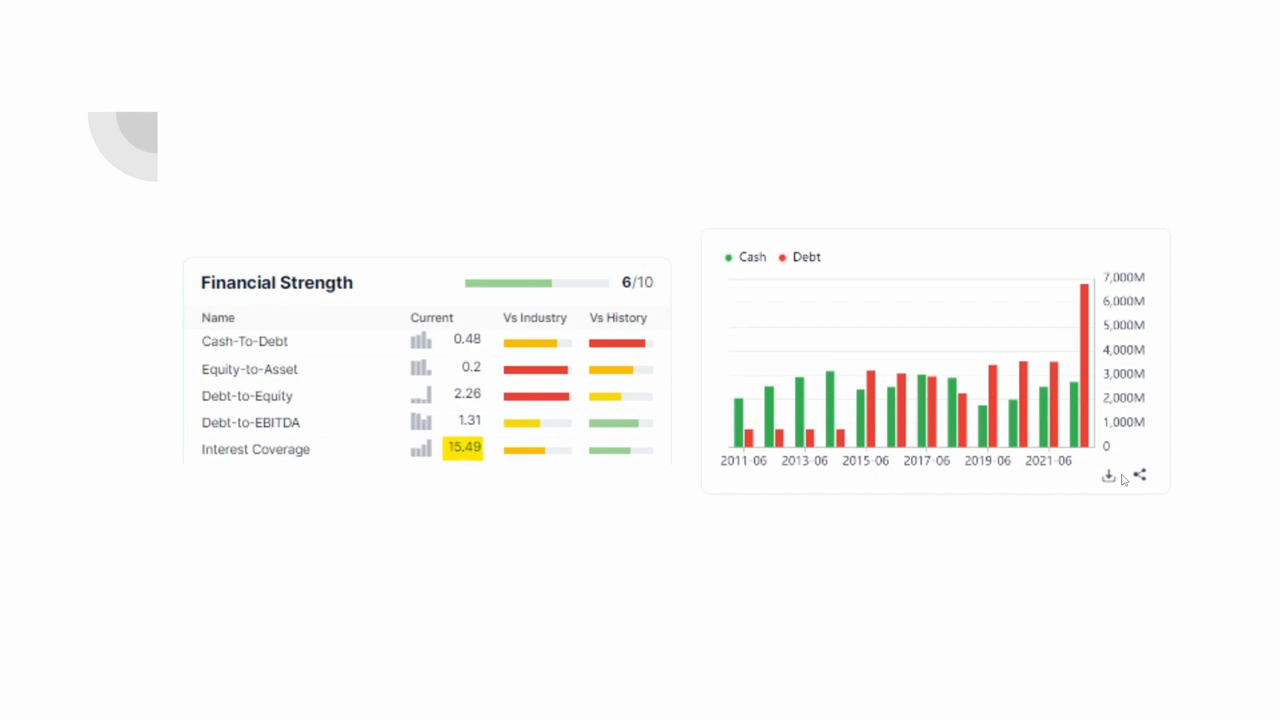 Financial Strength 6/10
Name Current Vs Industry Vs History
Cash-To-Debt 0.48
Equity-to-Asset 0.2
Debt-to-Equity 2.26
Debt-to-EBITDA 1.31
Interest Coverage 15.49
Cash Debt
7,000M
6,000M
5,000M
4,000M
3,000M
2,000M
1,000M
0
2011-06 2013-06 2015-06 2017-06 2019-06 2021-06